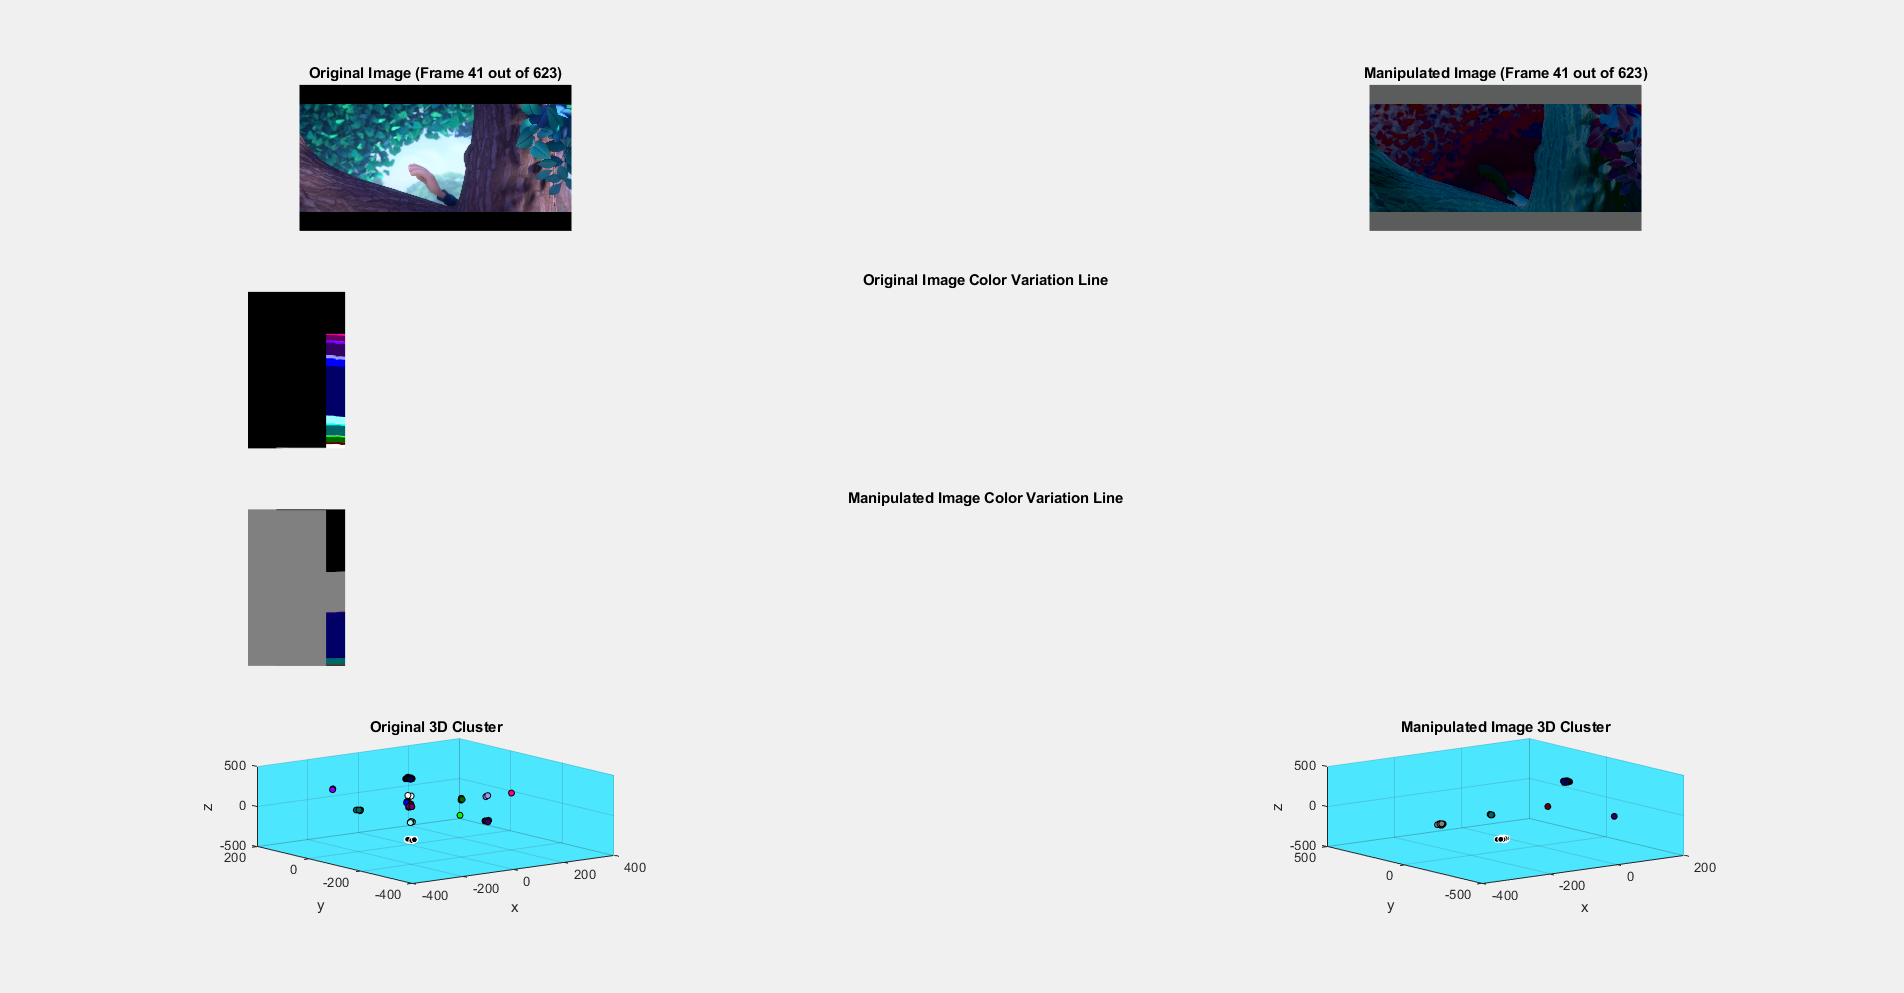 Original Image (Frame 41 out of 623)
Manipulated Image (Frame 41 out of 623)
Original Image Color Variation Line
Manipulated Image Color Variation Line
Original 3D Cluster
500
0
-500
z
200
0
-200
-400
y
-400
-200
0
200
400
x
Manipulated Image 3D Cluster
500
0
-500
z
500
0
-500
y
-400
-200
0
200
x